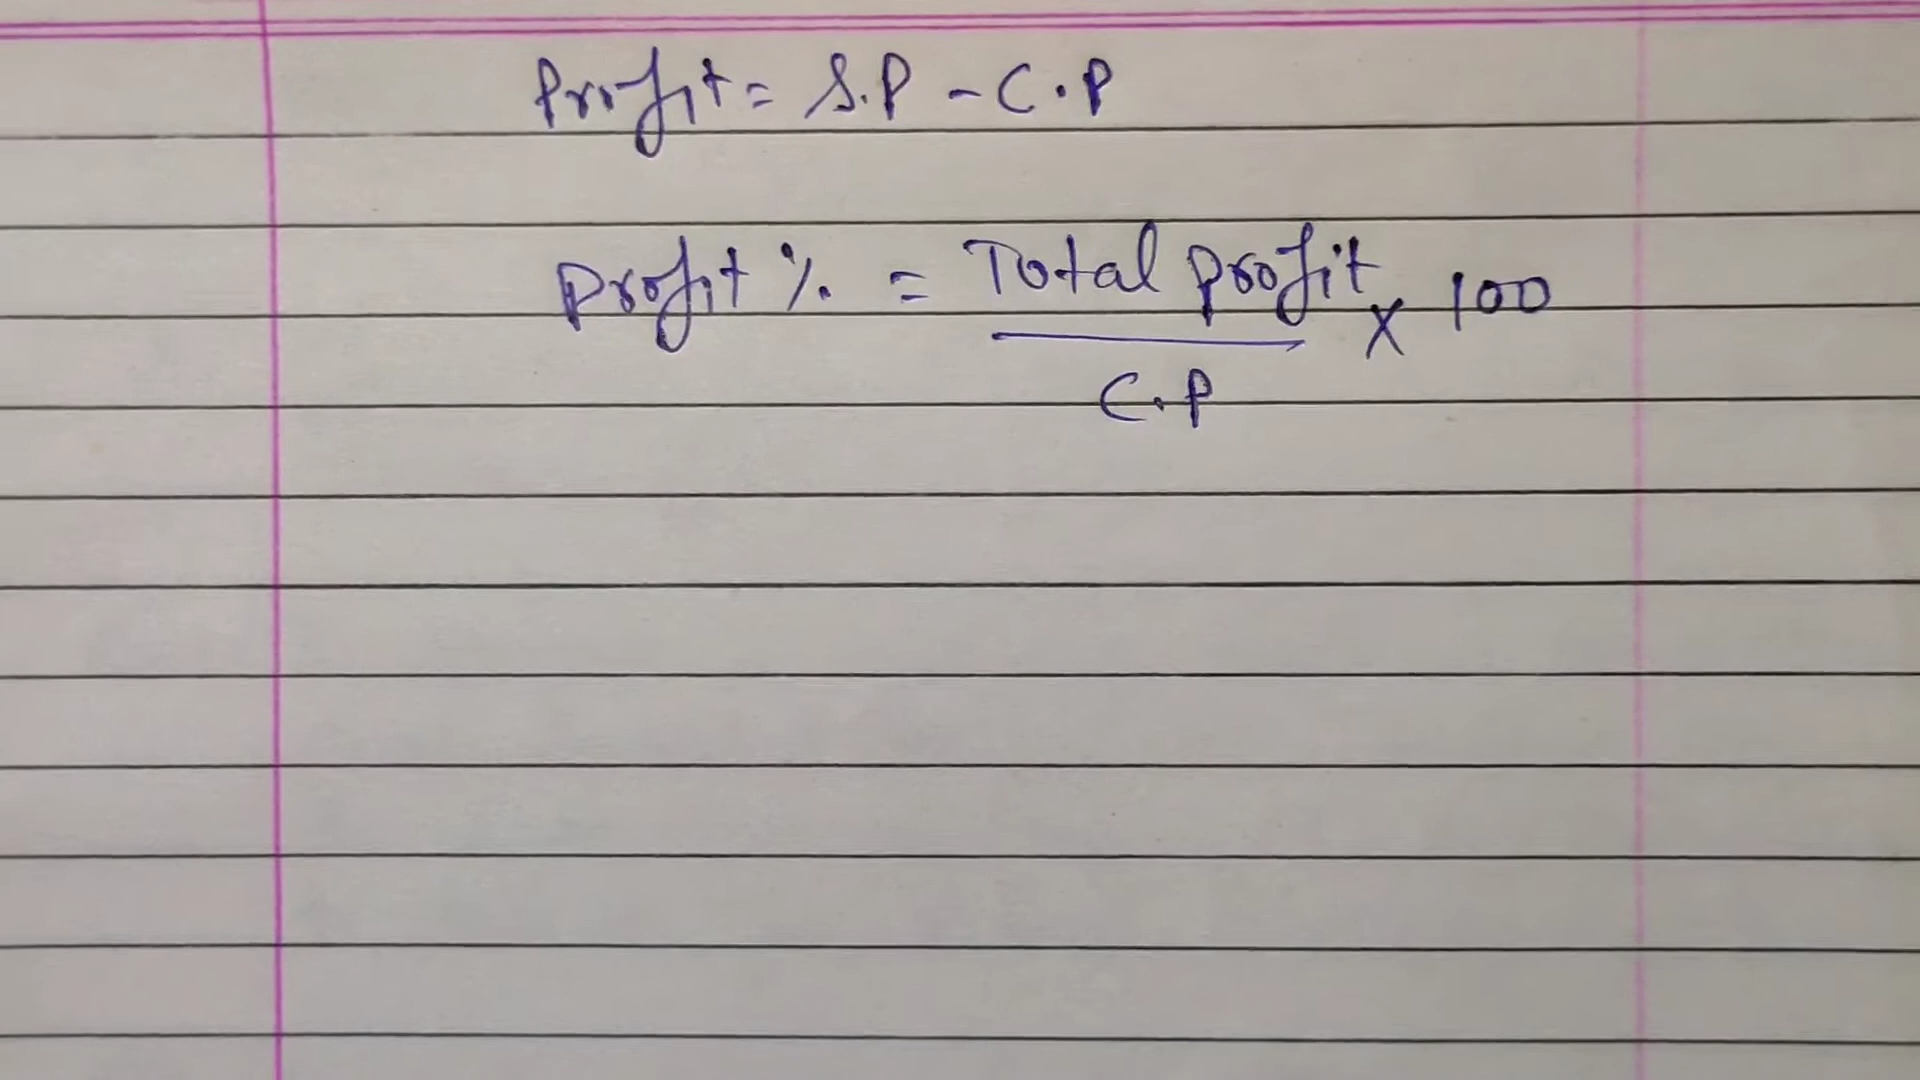 Profit = S.P - C.P
Profit % = Total profit × 100
C.P